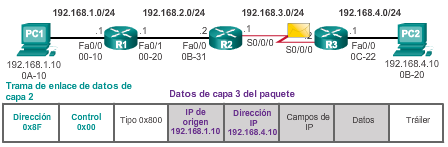 192.168.1.0/24 192.168.2.0/24 192.168.3.0/24 192.168.4.0/24
PC1 .1 R1 .1 .2 R2 .1 .2 R3 .1 PC2
Fa0/0 Fa0/1 Fa0/0 S0/0/0 S0/0/0 Fa0/0
00-10 00-20 0B-31 0C-22
192.168.1.10 192.168.4.10
0A-10 0B-20
Trama de enlace de datos de
capa 2
Datos de capa 3 del paquete
Dirección
0x8F
Control
0x00
Tipo 0x800
IP de
origen
192.168.1.10
Dirección
IP
192.168.4.10
Campos de
IP
Datos
Tráiler